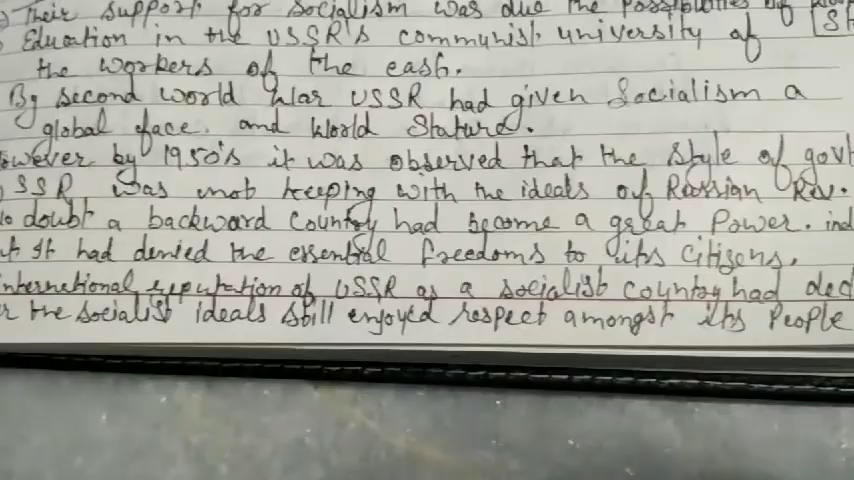 Their support for socialism was due the possibilities of
Eduation in the USSR's communist university of
the workers of the east.
By second world War USSR had given Socialism a
global face. and World Stature.
owever by 1950's it was observed that the style of govt
SSR was not keeping with the ideals of Russian Rev.
doubt a backward country had become a great Power. ind
it had denied the essential freedoms to its citisens.
international reputation of USSR as a socialist country had dec
the socialist ideals still enjoyed respect amongst its People